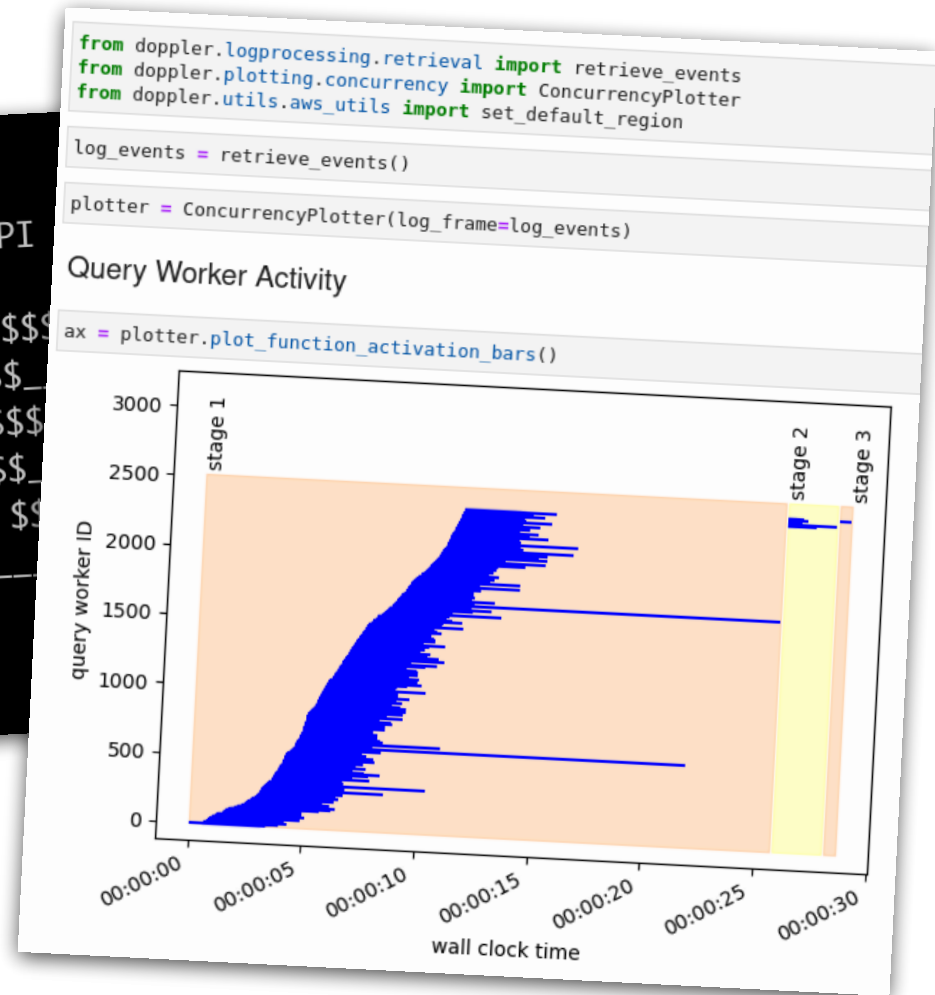 from doppler.logprocessing.retrieval import retrieve_events
from doppler.plotting.concurrency import ConcurrencyPlotter
from doppler.utils.aws_utils import set_default_region
log_events = retrieve_events()
plotter = ConcurrencyPlotter(log_frame=log_events)
PI
Query Worker Activity
$$$
ax = plotter.plot_function_activation_bars()
$_
$$$
$_
$$
stage 1
stage 2
stage 3
3000
2500
2000
1500
1000
500
0
query worker ID
00:00:00
00:00:05
00:00:10
00:00:15
00:00:20
00:00:25
00:00:30
wall clock time